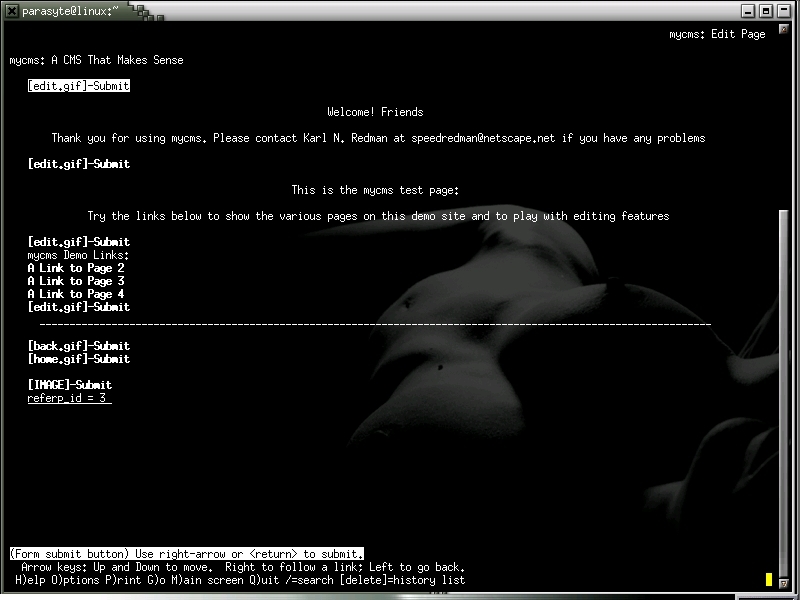 parasyte@linux:~
mycms: Edit Page
mycms: A CMS That Makes Sense
[edit.gif]-Submit
Welcome! Friends
Thank you for using mycms. Please contact Karl N. Redman at speedredman@netscape.net if you have any problems
[edit.gif]-Submit
This is the mycms test page:
Try the links below to show the various pages on this demo site and to play with editing features
[edit.gif]-Submit
mycms Demo Links:
A Link to Page 2
A Link to Page 3
A Link to Page 4
[edit.gif]-Submit
[back.gif]-Submit
[home.gif]-Submit
[IMAGE]-Submit
referp_id = 3
(Form submit button) Use right-arrow or <return> to submit.
Arrow keys: Up and Down to move. Right to follow a link; Left to go back.
H)elp O)ptions P)rint G)o M)ain screen Q)uit /=search [delete]=history list